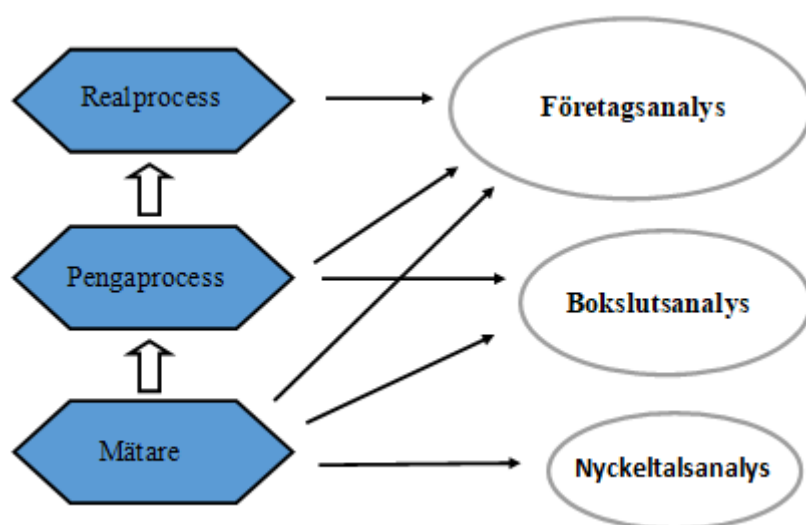 Realprocess
Företagsanalys
Pengaprocess
Bokslutsanalys
Mätare
Nyckeltalsanalys